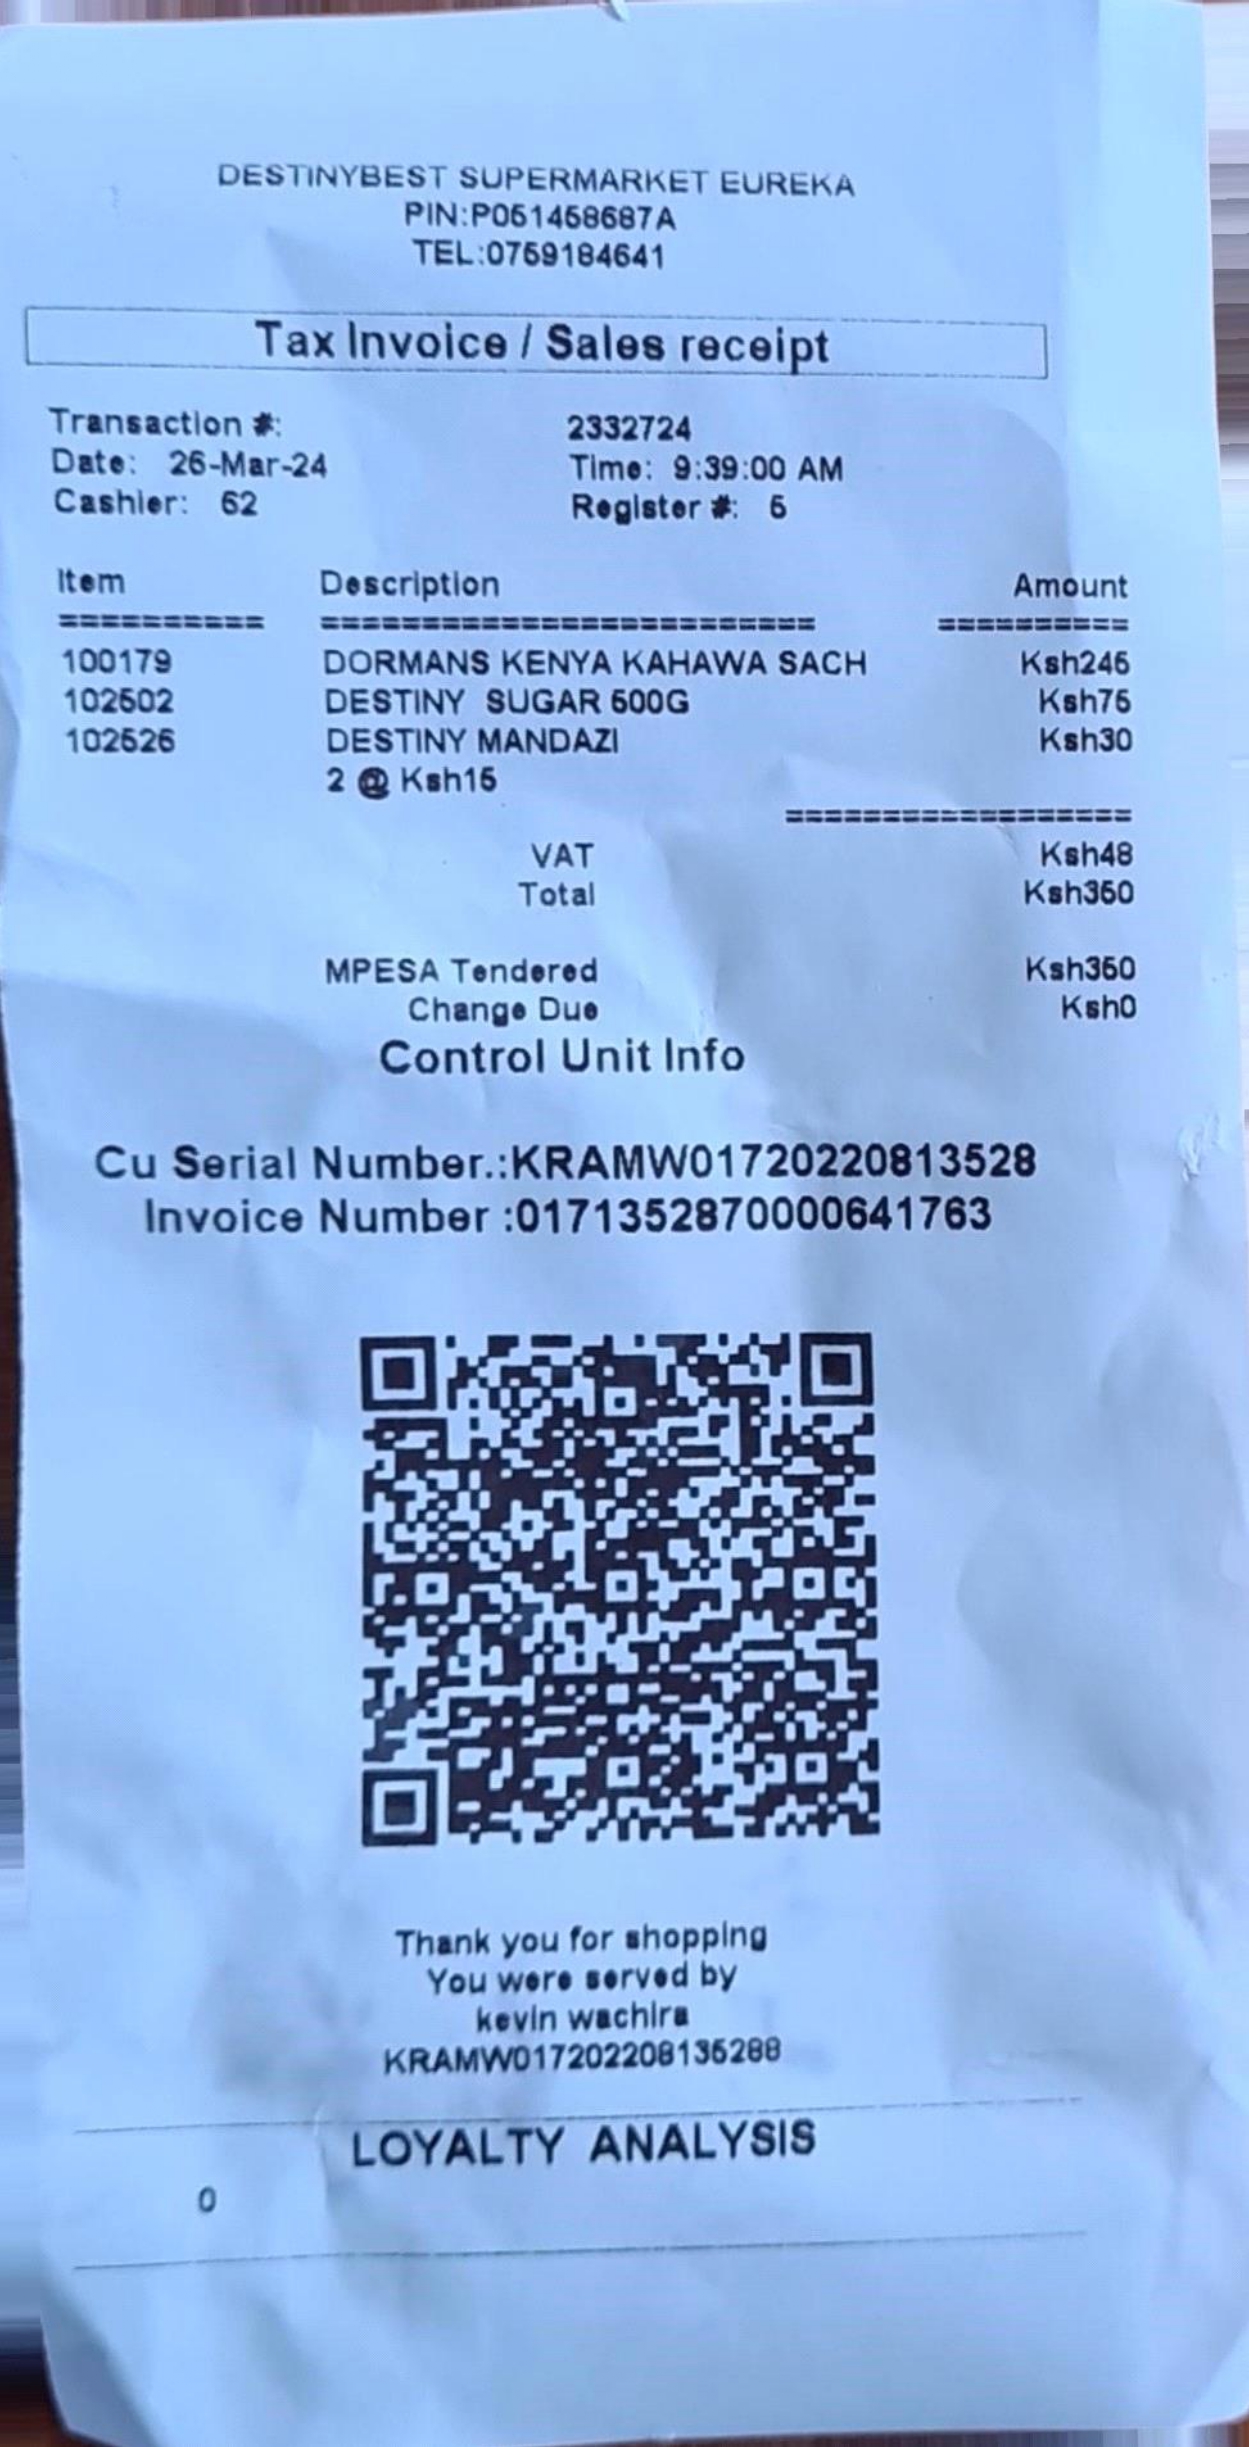 DESTINYBEST SUPERMARKET EUREKA
PIN:P051458687A
TEL:0759184641
Tax Invoice / Sales receipt
Transaction #: 2332724
Date: 26-Mar-24 Time: 9:39:00 AM
Cashier: 62 Register #: 5
Item Description Amount
========== ========================= ==========
100179 DORMANS KENYA KAHAWA SACH Ksh245
102502 DESTINY SUGAR 500G Ksh75
102526 DESTINY MANDAZI Ksh30
2 @ Ksh15
==================
VAT Ksh48
Total Ksh350
MPESA Tendered Ksh350
Change Due Ksh0
Control Unit Info
Cu Serial Number.:KRAMW01720220813528
Invoice Number :0171352870000641763
Thank you for shopping
You were served by
kevin wachira
KRAMW017202208135288
LOYALTY ANALYSIS
0